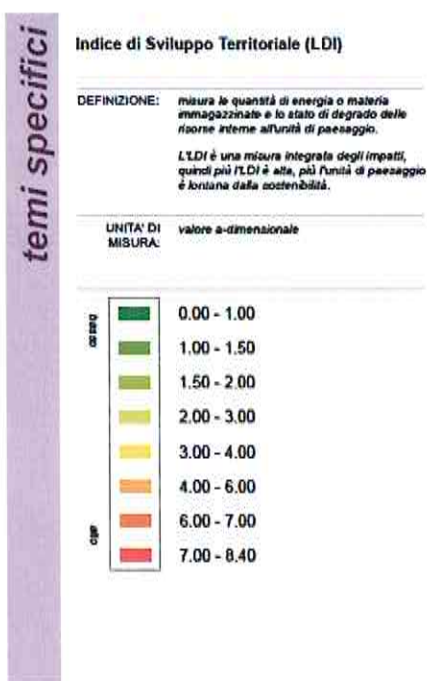 temi specifici
Indice di Sviluppo Territoriale (LDI)
DEFINIZIONE:
misura le quantità di energia o materia
immagazzinate e lo stato di degrado delle
risorse interne all'unità di paesaggio.
L'LDI è una misura integrata degli impatti,
quindi più l'LDI è alta, più l'unità di paesaggio
è lontana dalla sostenibilità.
UNITA' DI
MISURA:
valore a-dimensionale
basso
0.00 - 1.00
1.00 - 1.50
1.50 - 2.00
2.00 - 3.00
3.00 - 4.00
4.00 - 6.00
6.00 - 7.00
alto
7.00 - 8.40